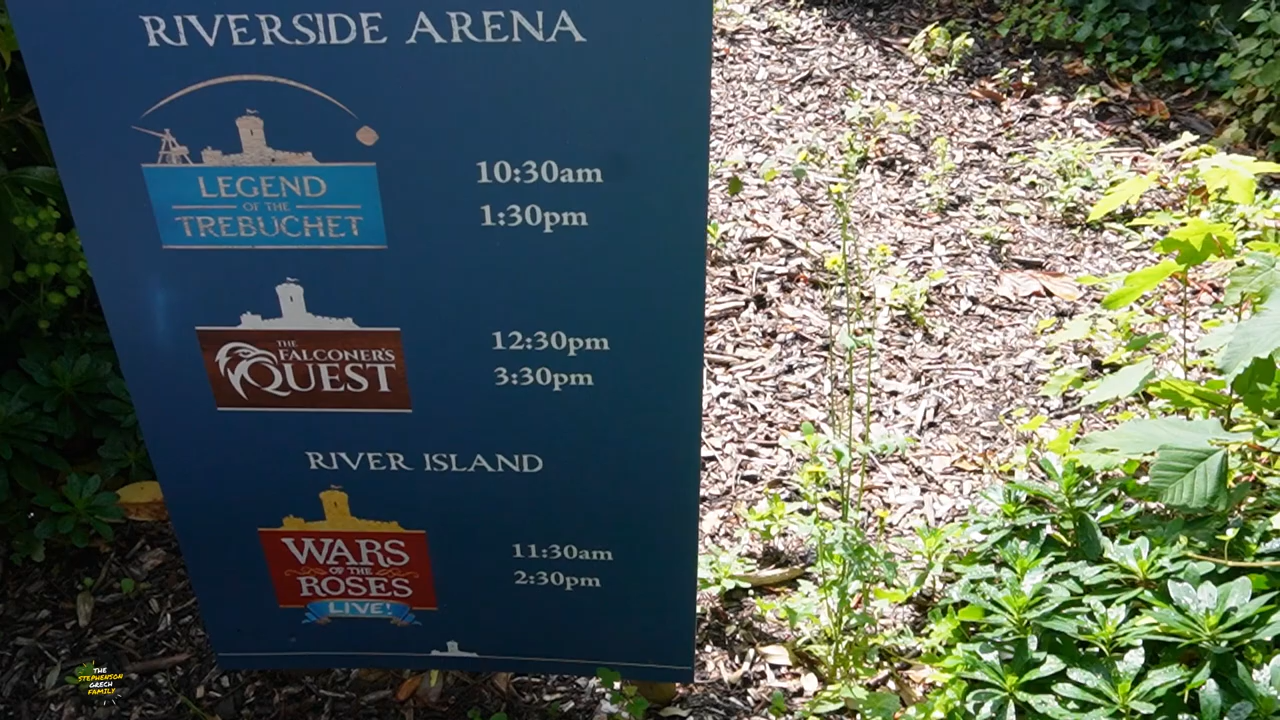 RIVERSIDE ARENA
LEGEND
OF THE
TREBUCHET
10:30am
1:30pm
THE
FALCONER'S
QUEST
12:30pm
3:30pm
RIVER ISLAND
WARS
OF THE
ROSES
LIVE!
11:30am
2:30pm
THE
STEPHENSON
GRECH
FAMILY